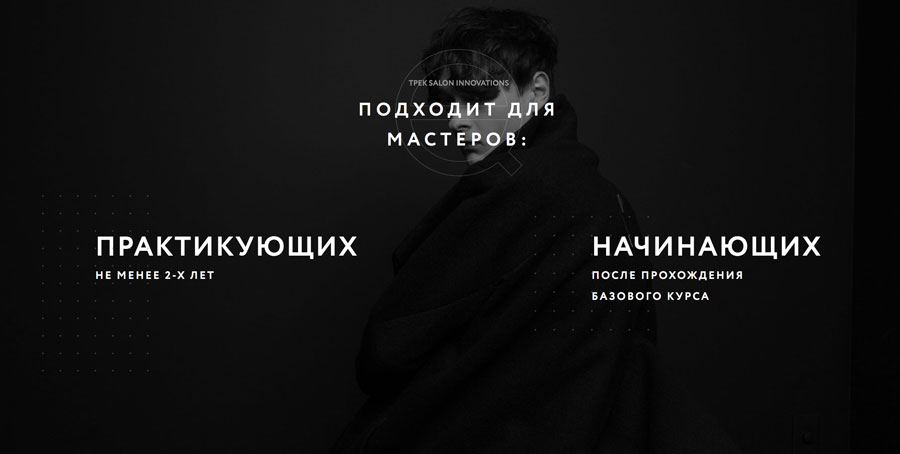 ТРЕК SALON INNOVATIONS
ПОДХОДИТ ДЛЯ
МАСТЕРОВ:
ПРАКТИКУЮЩИХ
НЕ МЕНЕЕ 2-Х ЛЕТ
НАЧИНАЮЩИХ
ПОСЛЕ ПРОХОЖДЕНИЯ
БАЗОВОГО КУРСА